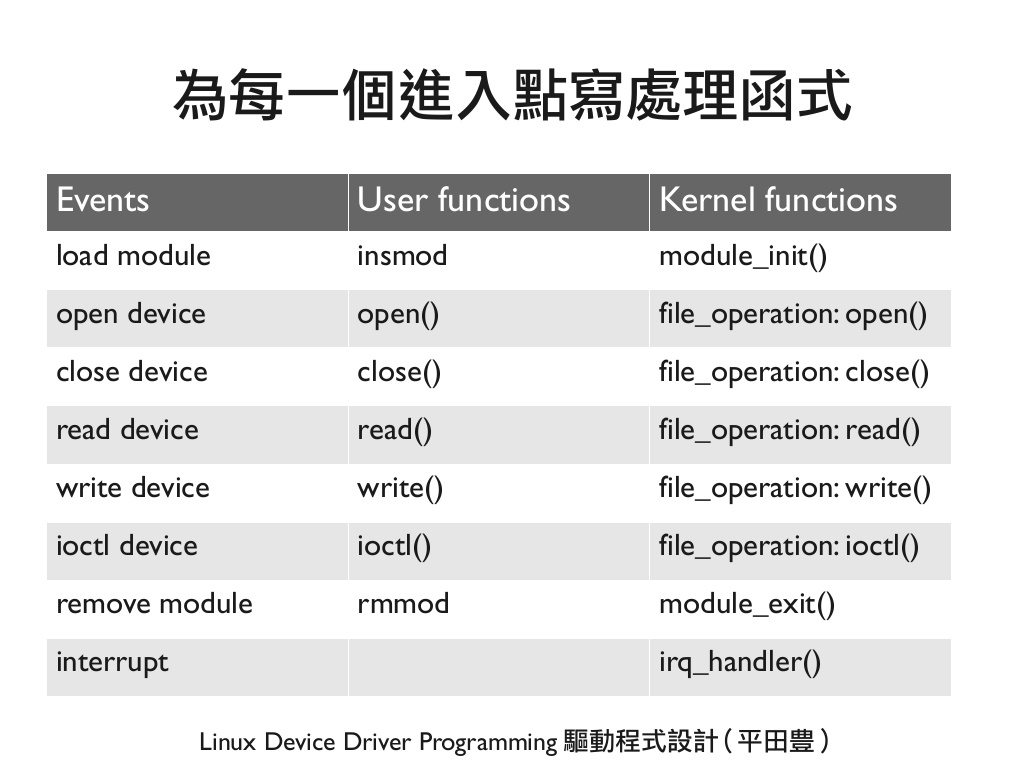 為每一個進入點寫處理函式
Events User functions Kernel functions
load module insmod module_init()
open device open() file_operation: open()
close device close() file_operation: close()
read device read() file_operation: read()
write device write() file_operation: write()
ioctl device ioctl() file_operation: ioctl()
remove module rmmod module_exit()
interrupt irq_handler()
Linux Device Driver Programming 驅動程式設計(平田豊)